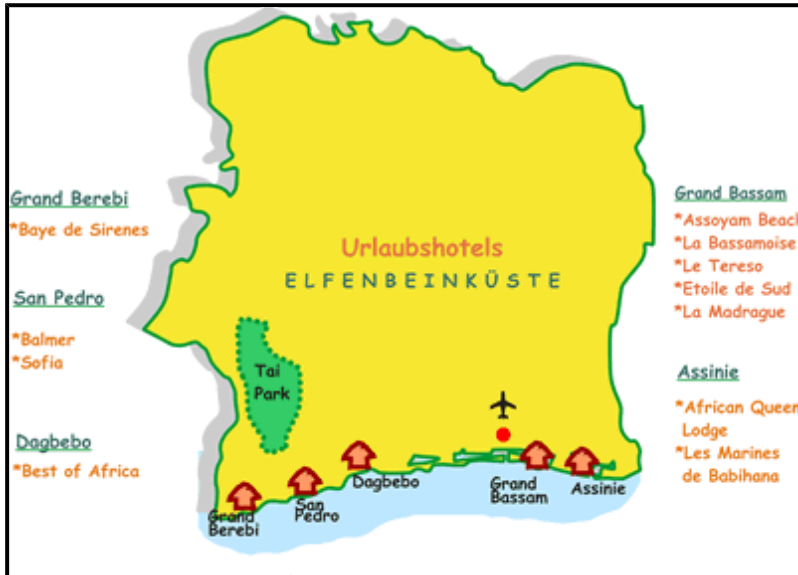 Grand Berebi
*Baye de Sirenes
San Pedro
*Balmer
*Sofia
Dagbebo
*Best of Africa
Urlaubshotels
ELFENBEINKÜSTE
Tai
Park
Grand
Berebi
San
Pedro
Dagbebo
Grand
Bassam
Assinie
Grand Bassam
*Assoyam Beach
*La Bassamoise
*Le Tereso
*Etoile de Sud
*La Madrague
Assinie
*African Queen
Lodge
*Les Marines
de Babihana